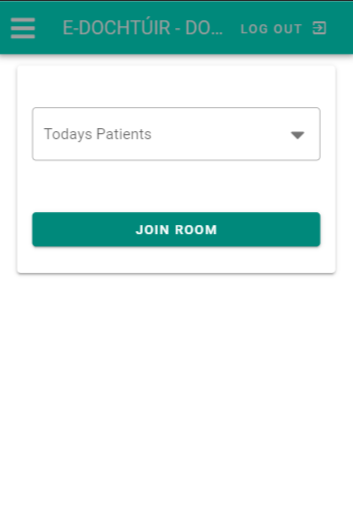 E-DOCHTÚIR - DO... LOG OUT
Todays Patients
JOIN ROOM